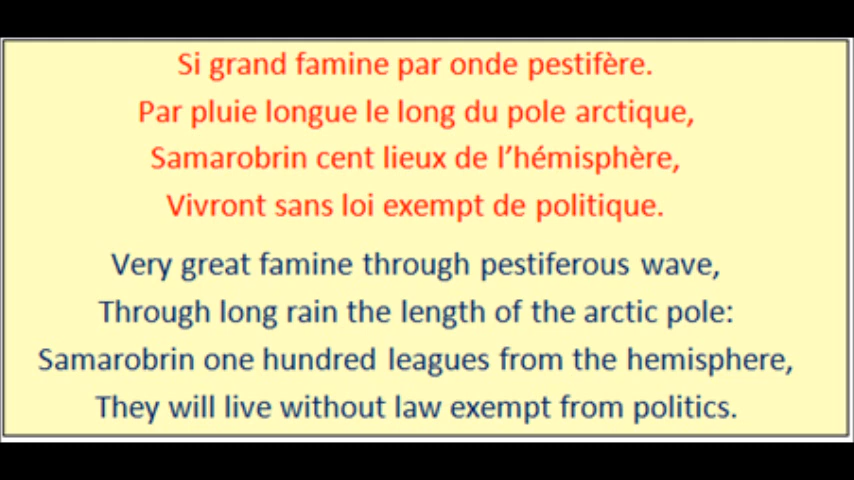 Si grand famine par onde pestifère.
Par pluie longue le long du pole arctique,
Samarobrin cent lieux de l'hémisphère,
Vivront sans loi exempt de politique.
Very great famine through pestiferous wave,
Through long rain the length of the arctic pole:
Samarobrin one hundred leagues from the hemisphere,
They will live without law exempt from politics.